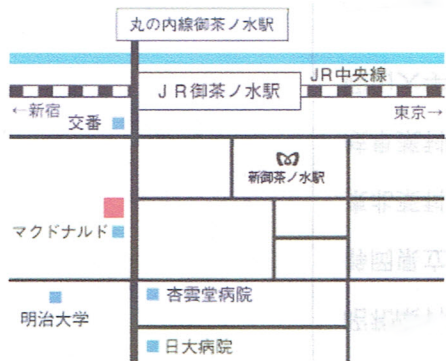 丸の内線御茶ノ水駅
JR中央線
JR御茶ノ水駅
←新宿
東京→
交番
新御茶ノ水駅
マクドナルド
杏雲堂病院
明治大学
日大病院